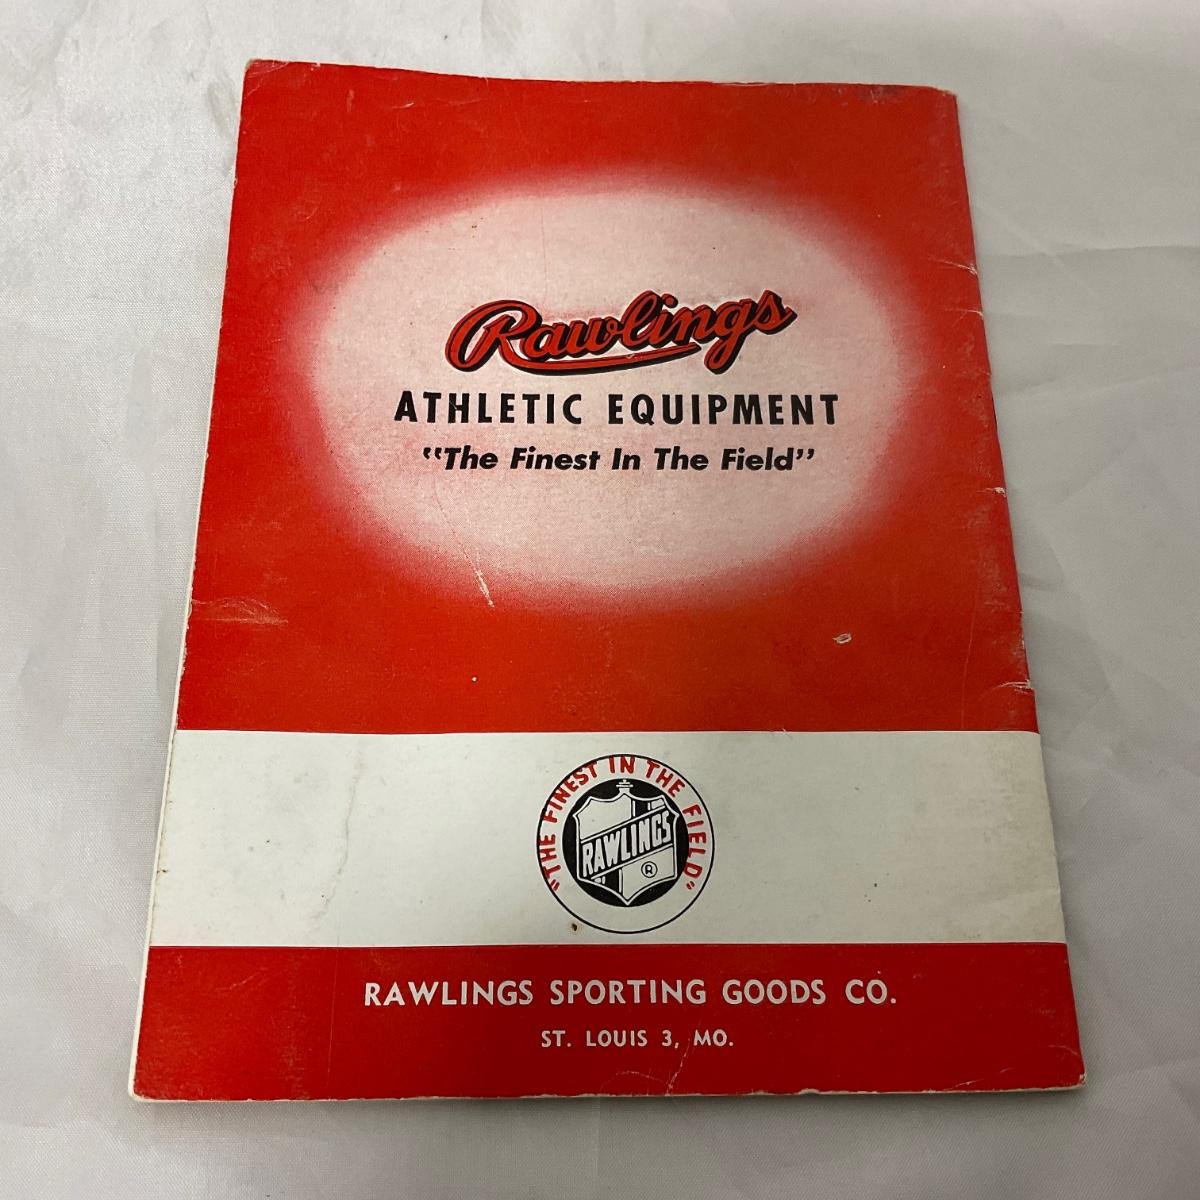 Rawlings
ATHLETIC EQUIPMENT
"The Finest In The Field"
"THE FINEST IN THE FIELD"
RAWLINGS
®
RAWLINGS SPORTING GOODS CO.
ST. LOUIS 3, MO.